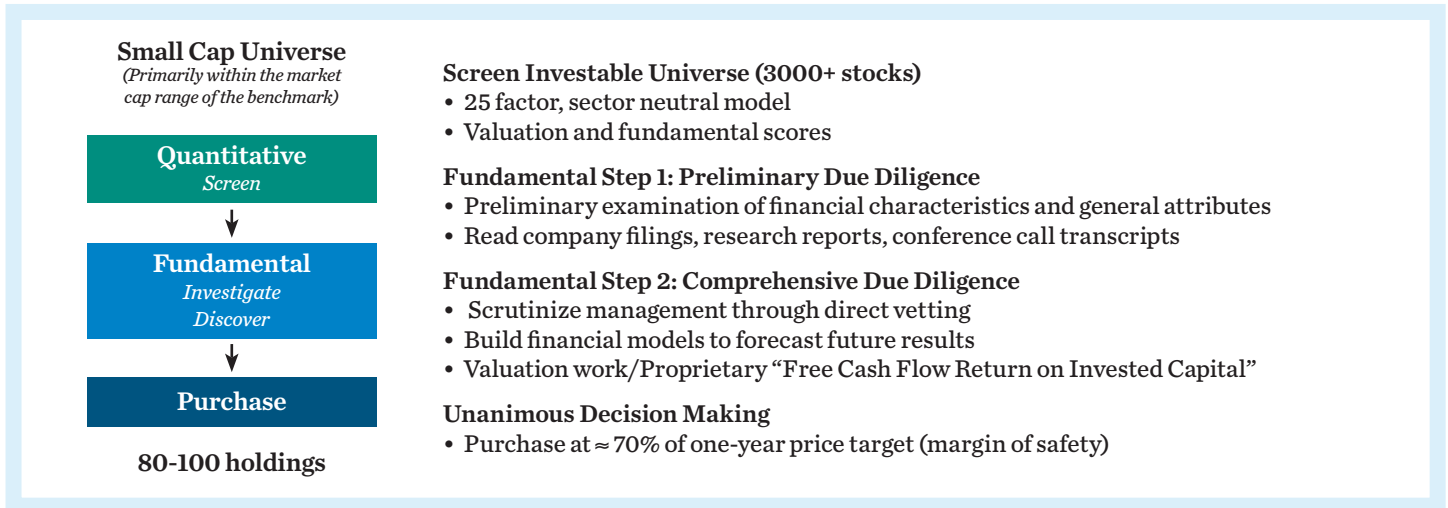 Small Cap Universe
(Primarily within the market
cap range of the benchmark)
Quantitative
Screen
Fundamental
Investigate
Discover
Purchase
80-100 holdings
Screen Investable Universe (3000+ stocks)
• 25 factor, sector neutral model
• Valuation and fundamental scores
Fundamental Step 1: Preliminary Due Diligence
• Preliminary examination of financial characteristics and general attributes
• Read company filings, research reports, conference call transcripts
Fundamental Step 2: Comprehensive Due Diligence
• Scrutinize management through direct vetting
• Build financial models to forecast future results
• Valuation work/Proprietary “Free Cash Flow Return on Invested Capital”
Unanimous Decision Making
• Purchase at ≈ 70% of one-year price target (margin of safety)